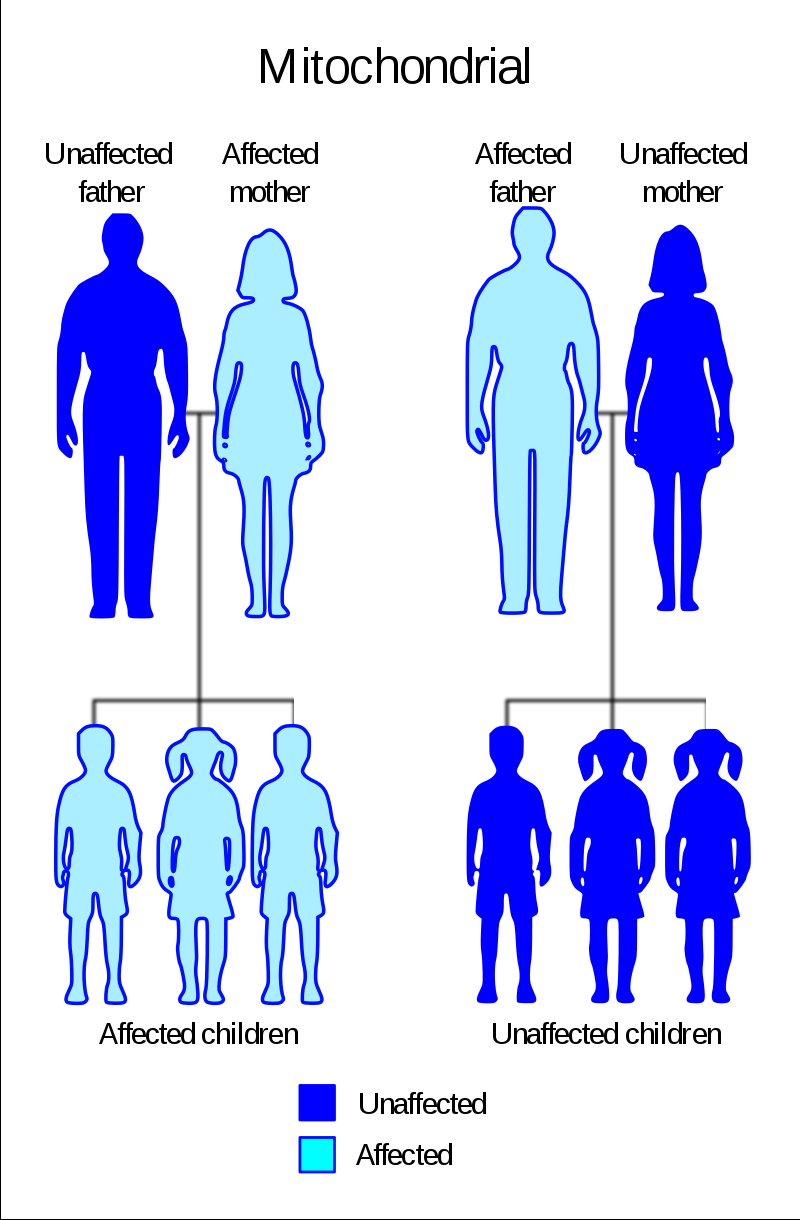 Mitochondrial
Unaffected
father
Affected
mother
Affected
father
Unaffected
mother
Affected children
Unaffected children
Unaffected
Affected